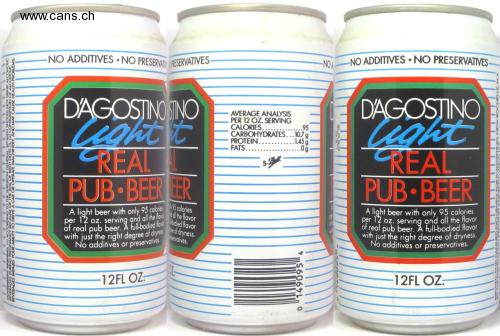 © www.cans.ch
NO ADDITIVES • NO PRESERVATIVES
D'AGOSTINO
Light
REAL
PUB • BEER
A light beer with only 95 calories
per 12 oz. serving and all the flavor
of real pub beer. A full-bodied flavor
with just the right degree of dryness.
No additives or preservatives.
12FL OZ.
NO ADDITIVES • NO PRESERVATIVES
AVERAGE ANALYSIS
PER 12 OZ. SERVING
CALORIES...............95
CARBOHYDRATES....10.7 g
PROTEIN...............1.45 g
FATS.....................0 g
0 149095 4
NO ADDITIVES • NO PRESERVATIVES
D'AGOSTINO
Light
REAL
PUB • BEER
A light beer with only 95 calories
per 12 oz. serving and all the flavor
of real pub beer. A full-bodied flavor
with just the right degree of dryness.
No additives or preservatives.
12FL OZ.